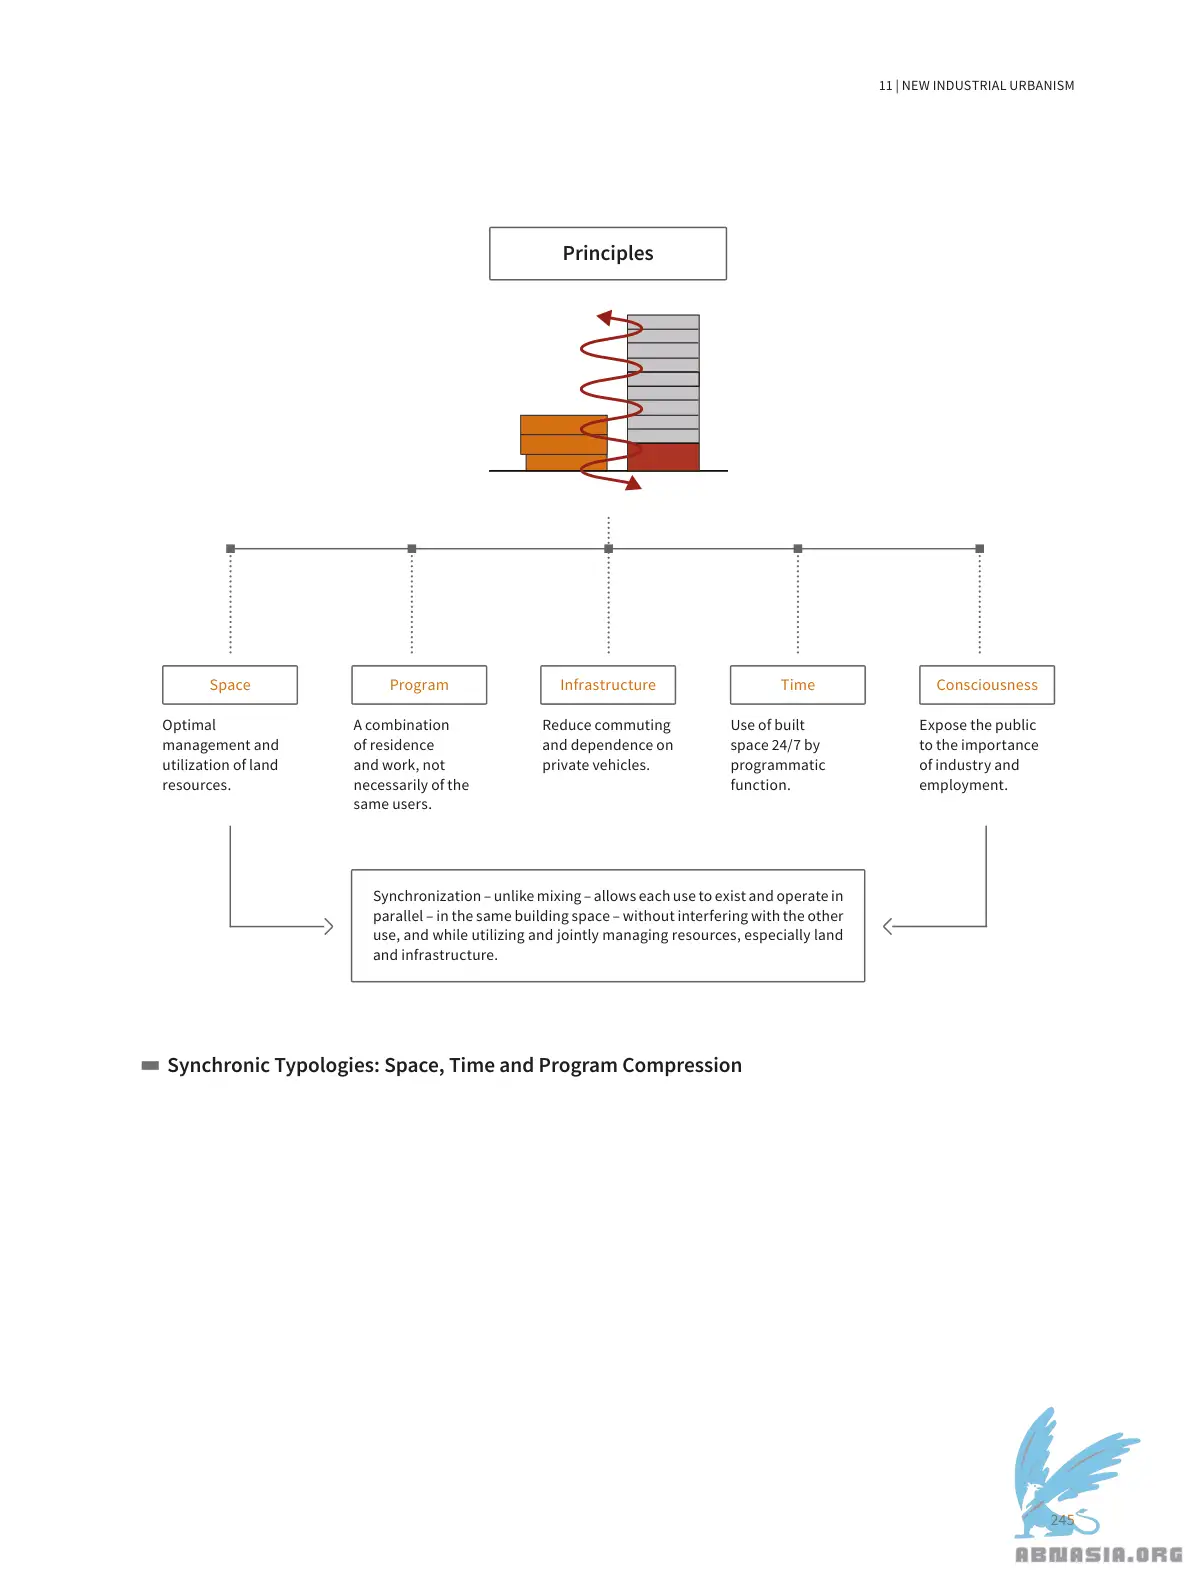 11 | NEW INDUSTRIAL URBANISM
Principles
Space
Optimal
management and
utilization of land
resources.
Program
A combination
of residence
and work, not
necessarily of the
same users.
Infrastructure
Reduce commuting
and dependence on
private vehicles.
Time
Use of built
space 24/7 by
programmatic
function.
Consciousness
Expose the public
to the importance
of industry and
employment.
Synchronization – unlike mixing – allows each use to exist and operate in
parallel – in the same building space – without interfering with the other
use, and while utilizing and jointly managing resources, especially land
and infrastructure.
Synchronic Typologies: Space, Time and Program Compression
245
ABNASIA.ORG